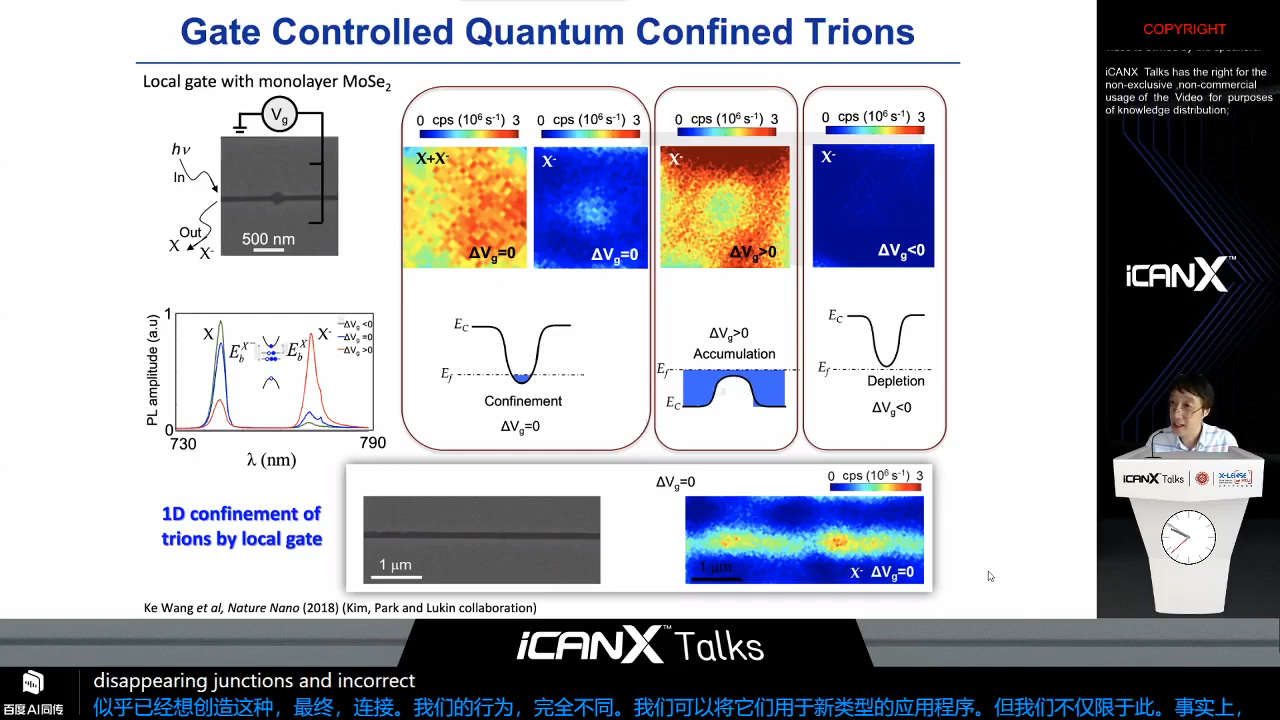 Gate Controlled Quantum Confined Trions
Local gate with monolayer MoSe2
Vg
hν
In
Out
X
X-
500 nm
0 cps (10⁶ s⁻¹) 3
0 cps (10⁶ s⁻¹) 3
0 cps (10⁶ s⁻¹) 3
0 cps (10⁶ s⁻¹) 3
X+X-
ΔVg=0
X-
ΔVg=0
X-
ΔVg>0
X-
ΔVg<0
1
PL amplitude (a.u)
0
X
X-
ΔVg <0
ΔVg =0
ΔVg >0
730
790
λ (nm)
EC
Ef
Confinement
ΔVg=0
ΔVg>0
Accumulation
Ef
EC
EC
Ef
Depletion
ΔVg<0
1D confinement of
trions by local gate
1 μm
ΔVg=0
0 cps (10⁶ s⁻¹) 3
1 μm
X- ΔVg=0
Ke Wang et al, Nature Nano (2018) (Kim, Park and Lukin collaboration)
COPYRIGHT
iCANX Talks has the right for the
non-exclusive ,non-commercial
usage of the Video for purposes
of knowledge distribution;
iCANX™
iCANX Talks
X-LENSE
iCANX™ Talks
百度AI同传
disappearing junctions and incorrect
似乎已经想创造这种，最终，连接。我们的行为，完全不同。我们可以将它们用于新类型的应用程序。但我们不仅限于此。事实上，